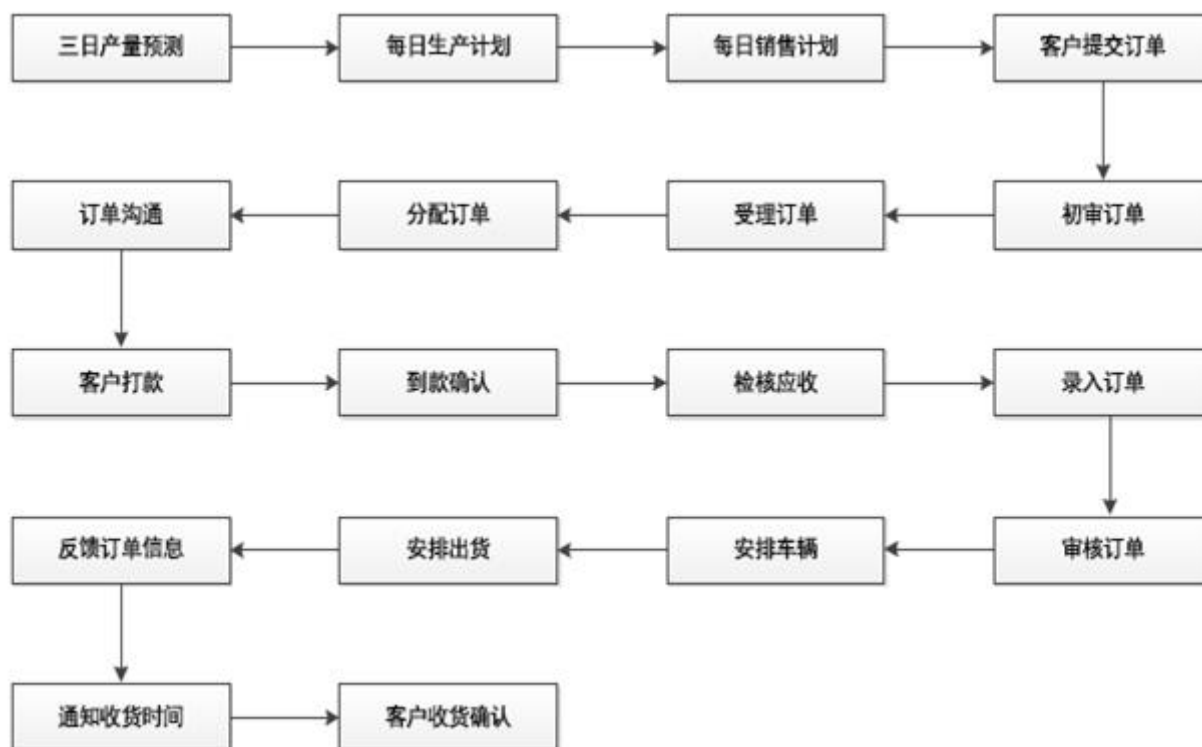 三日产量预测
每日生产计划
每日销售计划
客户提交订单
初审订单
受理订单
分配订单
订单沟通
客户打款
到款确认
检核应收
录入订单
审核订单
安排车辆
安排出货
反馈订单信息
通知收货时间
客户收货确认